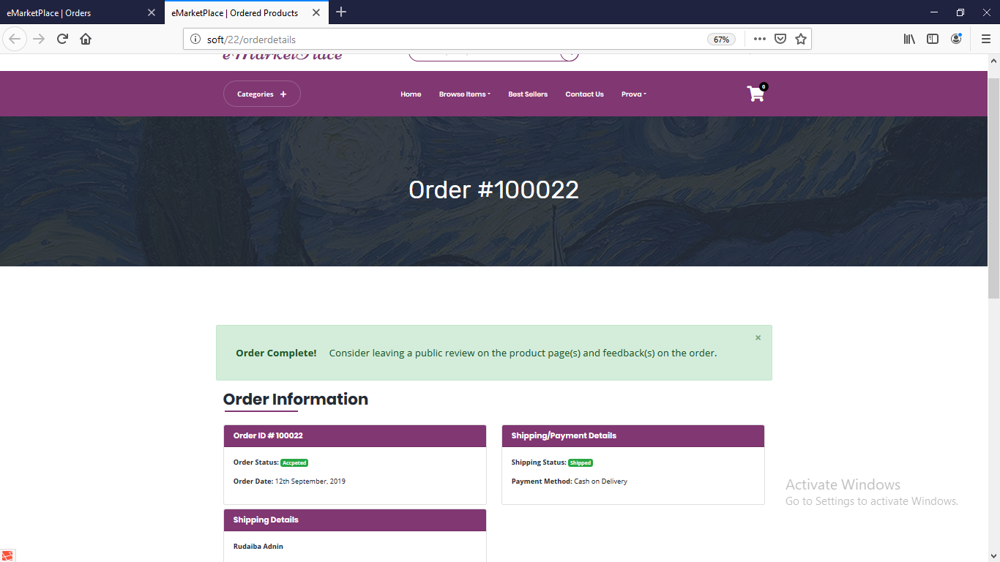 eMarketPlace | Orders
eMarketPlace | Ordered Products
soft/22/orderdetails
67%
eMarketPlace
Categories +
Home
Browse Items
Best Sellers
Contact Us
Prova
0
Order #100022
Order Complete! Consider leaving a public review on the product page(s) and feedback(s) on the order.
×
Order Information
Order ID # 100022
Order Status: Accpeted
Order Date: 12th September, 2019
Shipping/Payment Details
Shipping Status: Shipped
Payment Method: Cash on Delivery
Shipping Details
Rudaiba Adnin
Activate Windows
Go to Settings to activate Windows.